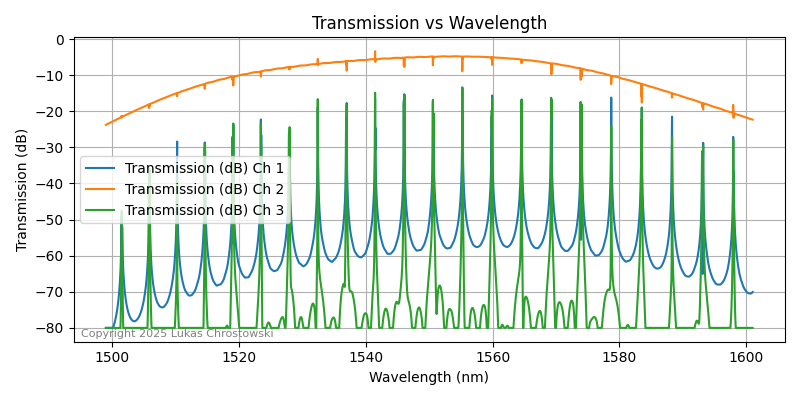 Transmission vs Wavelength
Transmission (dB)
0
−10
−20
−30
−40
−50
−60
−70
−80
Transmission (dB) Ch 1
Transmission (dB) Ch 2
Transmission (dB) Ch 3
Copyright 2025 Lukas Chrostowski
1500 1520 1540 1560 1580 1600
Wavelength (nm)